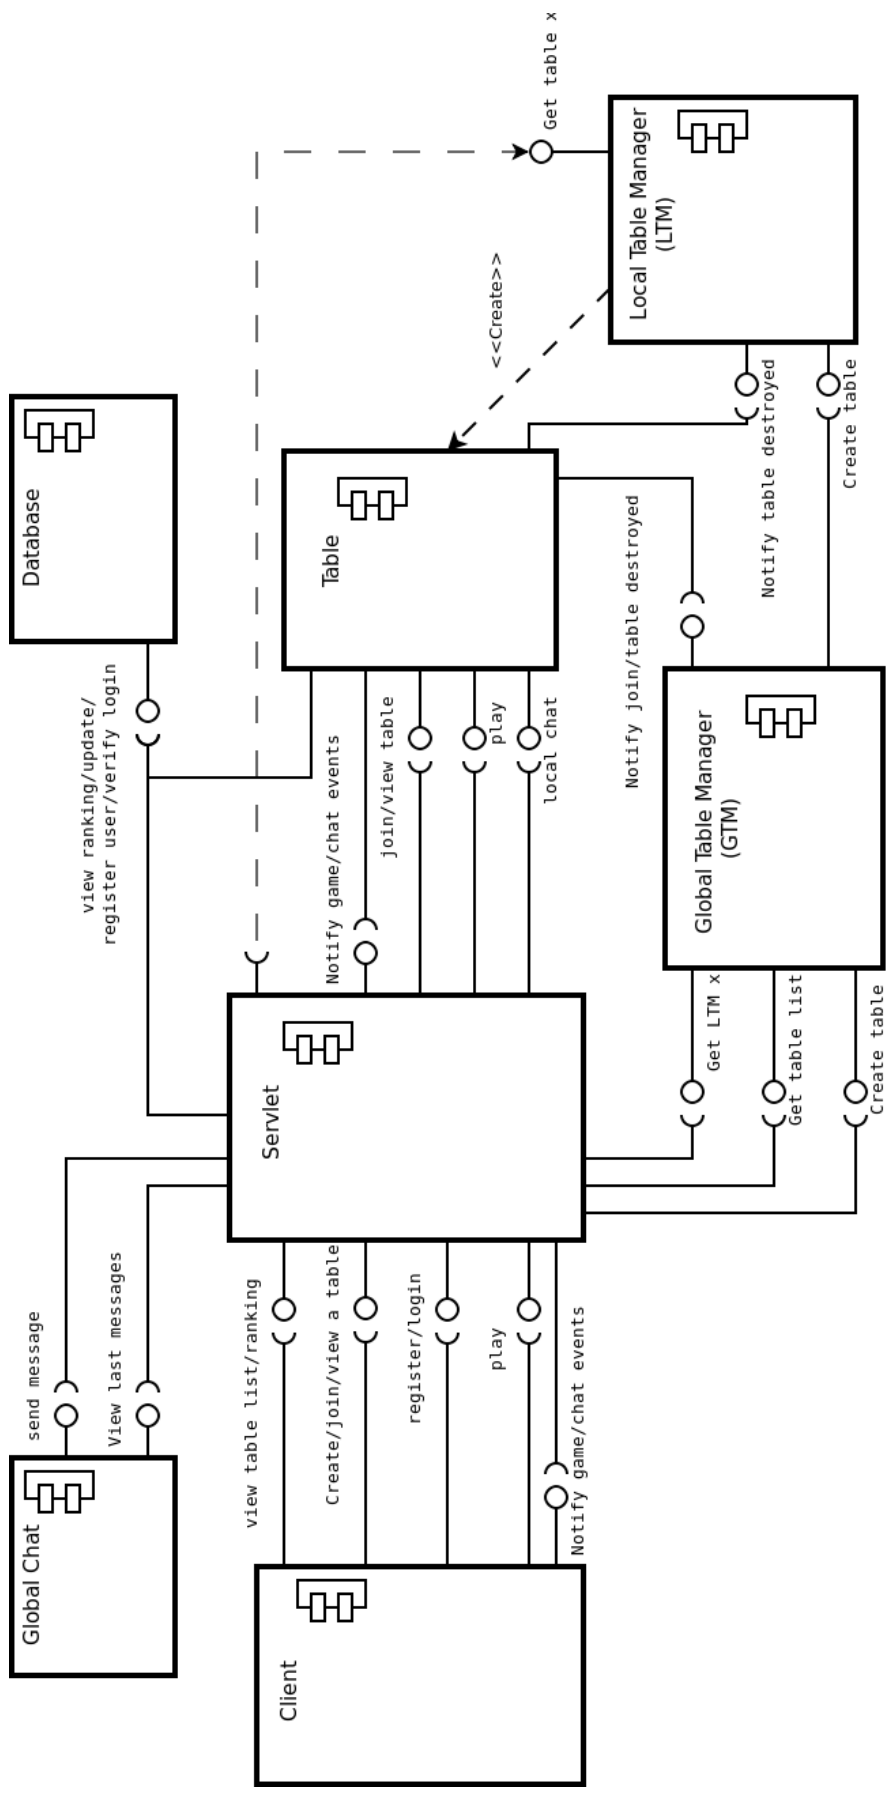 Global Chat
send message
View last messages
Database
view ranking/update/
register user/verify login
Client
view table list/ranking
Create/join/view a table
register/login
play
Notify game/chat events
Servlet
Notify game/chat events
join/view table
play
local chat
Table
<<Create>>
Get table x
Local Table Manager
(LTM)
Notify table destroyed
Create table
Notify join/table destroyed
Global Table Manager
(GTM)
Get LTM x
Get table list
Create table